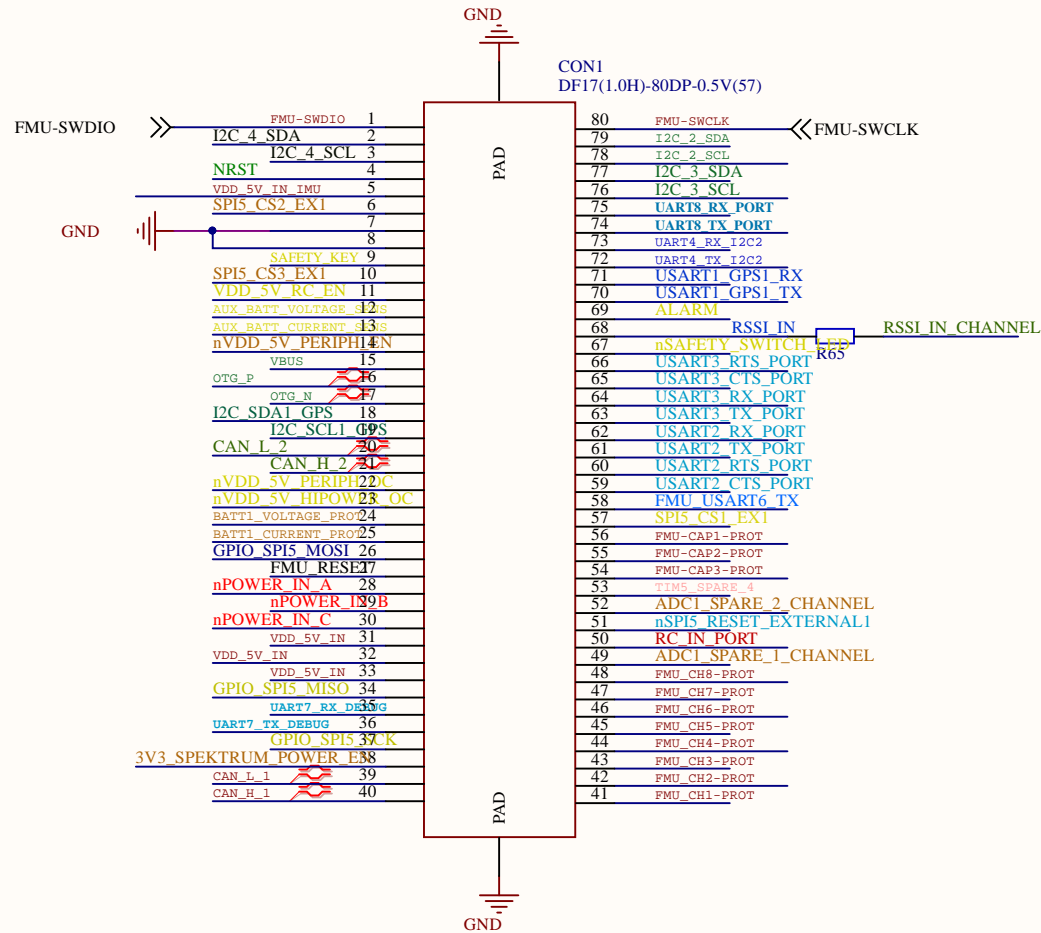 GND
CON1
DF17(1.0H)-80DP-0.5V(57)
FMU-SWDIO
FMU-SWDIO 1
I2C_4_SDA 2
I2C_4_SCL 3
NRST 4
VDD_5V_IN_IMU 5
SPI5_CS2_EX1 6
GND
7
8
SAFETY_KEY 9
SPI5_CS3_EX1 10
VDD_5V_RC_EN 11
AUX_BATT_VOLTAGE_SENS 12
AUX_BATT_CURRENT_SENS 13
nVDD_5V_PERIPH_EN 14
VBUS 15
OTG_P 16
OTG_N 17
I2C_SDA1_GPS 18
I2C_SCL1_GPS 19
CAN_L_2 20
CAN_H_2 21
nVDD_5V_PERIPH_OC 22
nVDD_5V_HIPOWER_OC 23
BATT1_VOLTAGE_PROT 24
BATT1_CURRENT_PROT 25
GPIO_SPI5_MOSI 26
FMU_RESET 27
nPOWER_IN_A 28
nPOWER_IN_B 29
nPOWER_IN_C 30
VDD_5V_IN 31
VDD_5V_IN 32
VDD_5V_IN 33
GPIO_SPI5_MISO 34
UART7_RX_DEBUG 35
UART7_TX_DEBUG 36
GPIO_SPI5_SCK 37
3V3_SPEKTRUM_POWER_EN 38
CAN_L_1 39
CAN_H_1 40
PAD
PAD
80 FMU-SWCLK
FMU-SWCLK
79 I2C_2_SDA
78 I2C_2_SCL
77 I2C_3_SDA
76 I2C_3_SCL
75 UART8_RX_PORT
74 UART8_TX_PORT
73 UART4_RX_I2C2
72 UART4_TX_I2C2
71 USART1_GPS1_RX
70 USART1_GPS1_TX
69 ALARM
68 RSSI_IN
R65
RSSI_IN_CHANNEL
67 nSAFETY_SWITCH_LED
66 USART3_RTS_PORT
65 USART3_CTS_PORT
64 USART3_RX_PORT
63 USART3_TX_PORT
62 USART2_RX_PORT
61 USART2_TX_PORT
60 USART2_RTS_PORT
59 USART2_CTS_PORT
58 FMU_USART6_TX
57 SPI5_CS1_EX1
56 FMU-CAP1-PROT
55 FMU-CAP2-PROT
54 FMU-CAP3-PROT
53 TIM5_SPARE_4
52 ADC1_SPARE_2_CHANNEL
51 nSPI5_RESET_EXTERNAL1
50 RC_IN_PORT
49 ADC1_SPARE_1_CHANNEL
48 FMU_CH8-PROT
47 FMU_CH7-PROT
46 FMU_CH6-PROT
45 FMU_CH5-PROT
44 FMU_CH4-PROT
43 FMU_CH3-PROT
42 FMU_CH2-PROT
41 FMU_CH1-PROT
GND